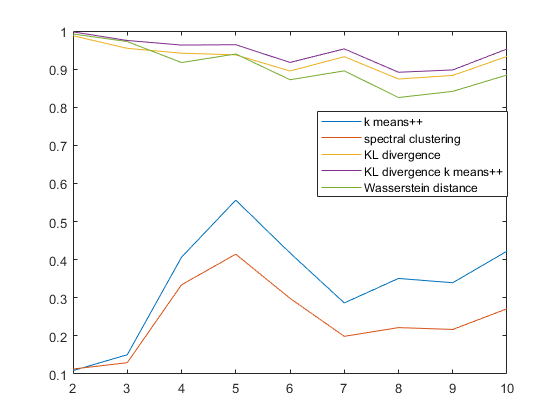 1
0.9
0.8
0.7
0.6
0.5
0.4
0.3
0.2
0.1
k means++
spectral clustering
KL divergence
KL divergence k means++
Wasserstein distance
2 3 4 5 6 7 8 9 10